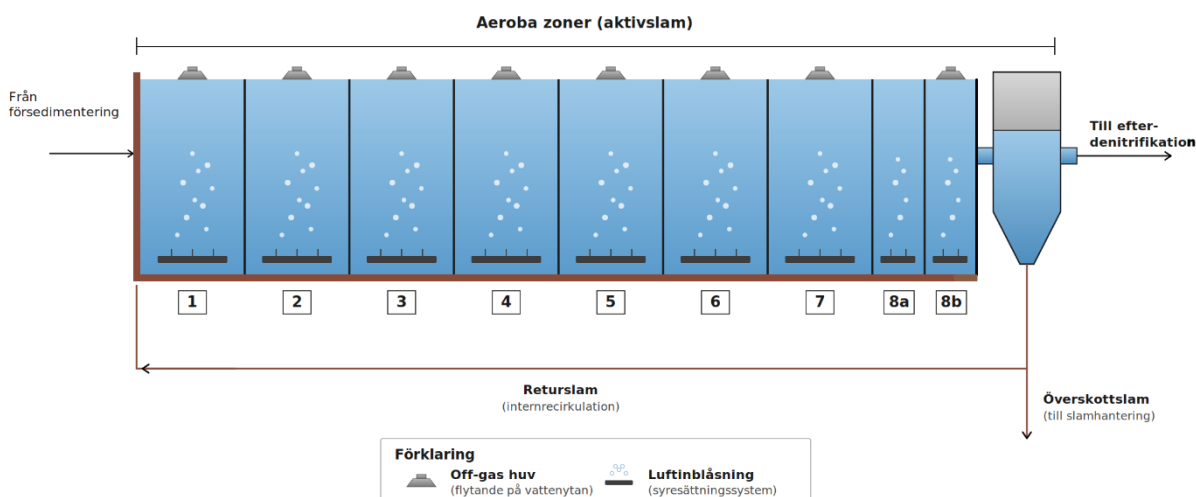 Aeroba zoner (aktivslam)
Från
försedimentering
Till efter-
denitrifikation
1 2 3 4 5 6 7 8a 8b
Returslam
(internrecirkulation)
Överskottslam
(till slamhantering)
Förklaring
Off-gas huv
(flytande på vattenytan)
Luftinblåsning
(syresättningssystem)